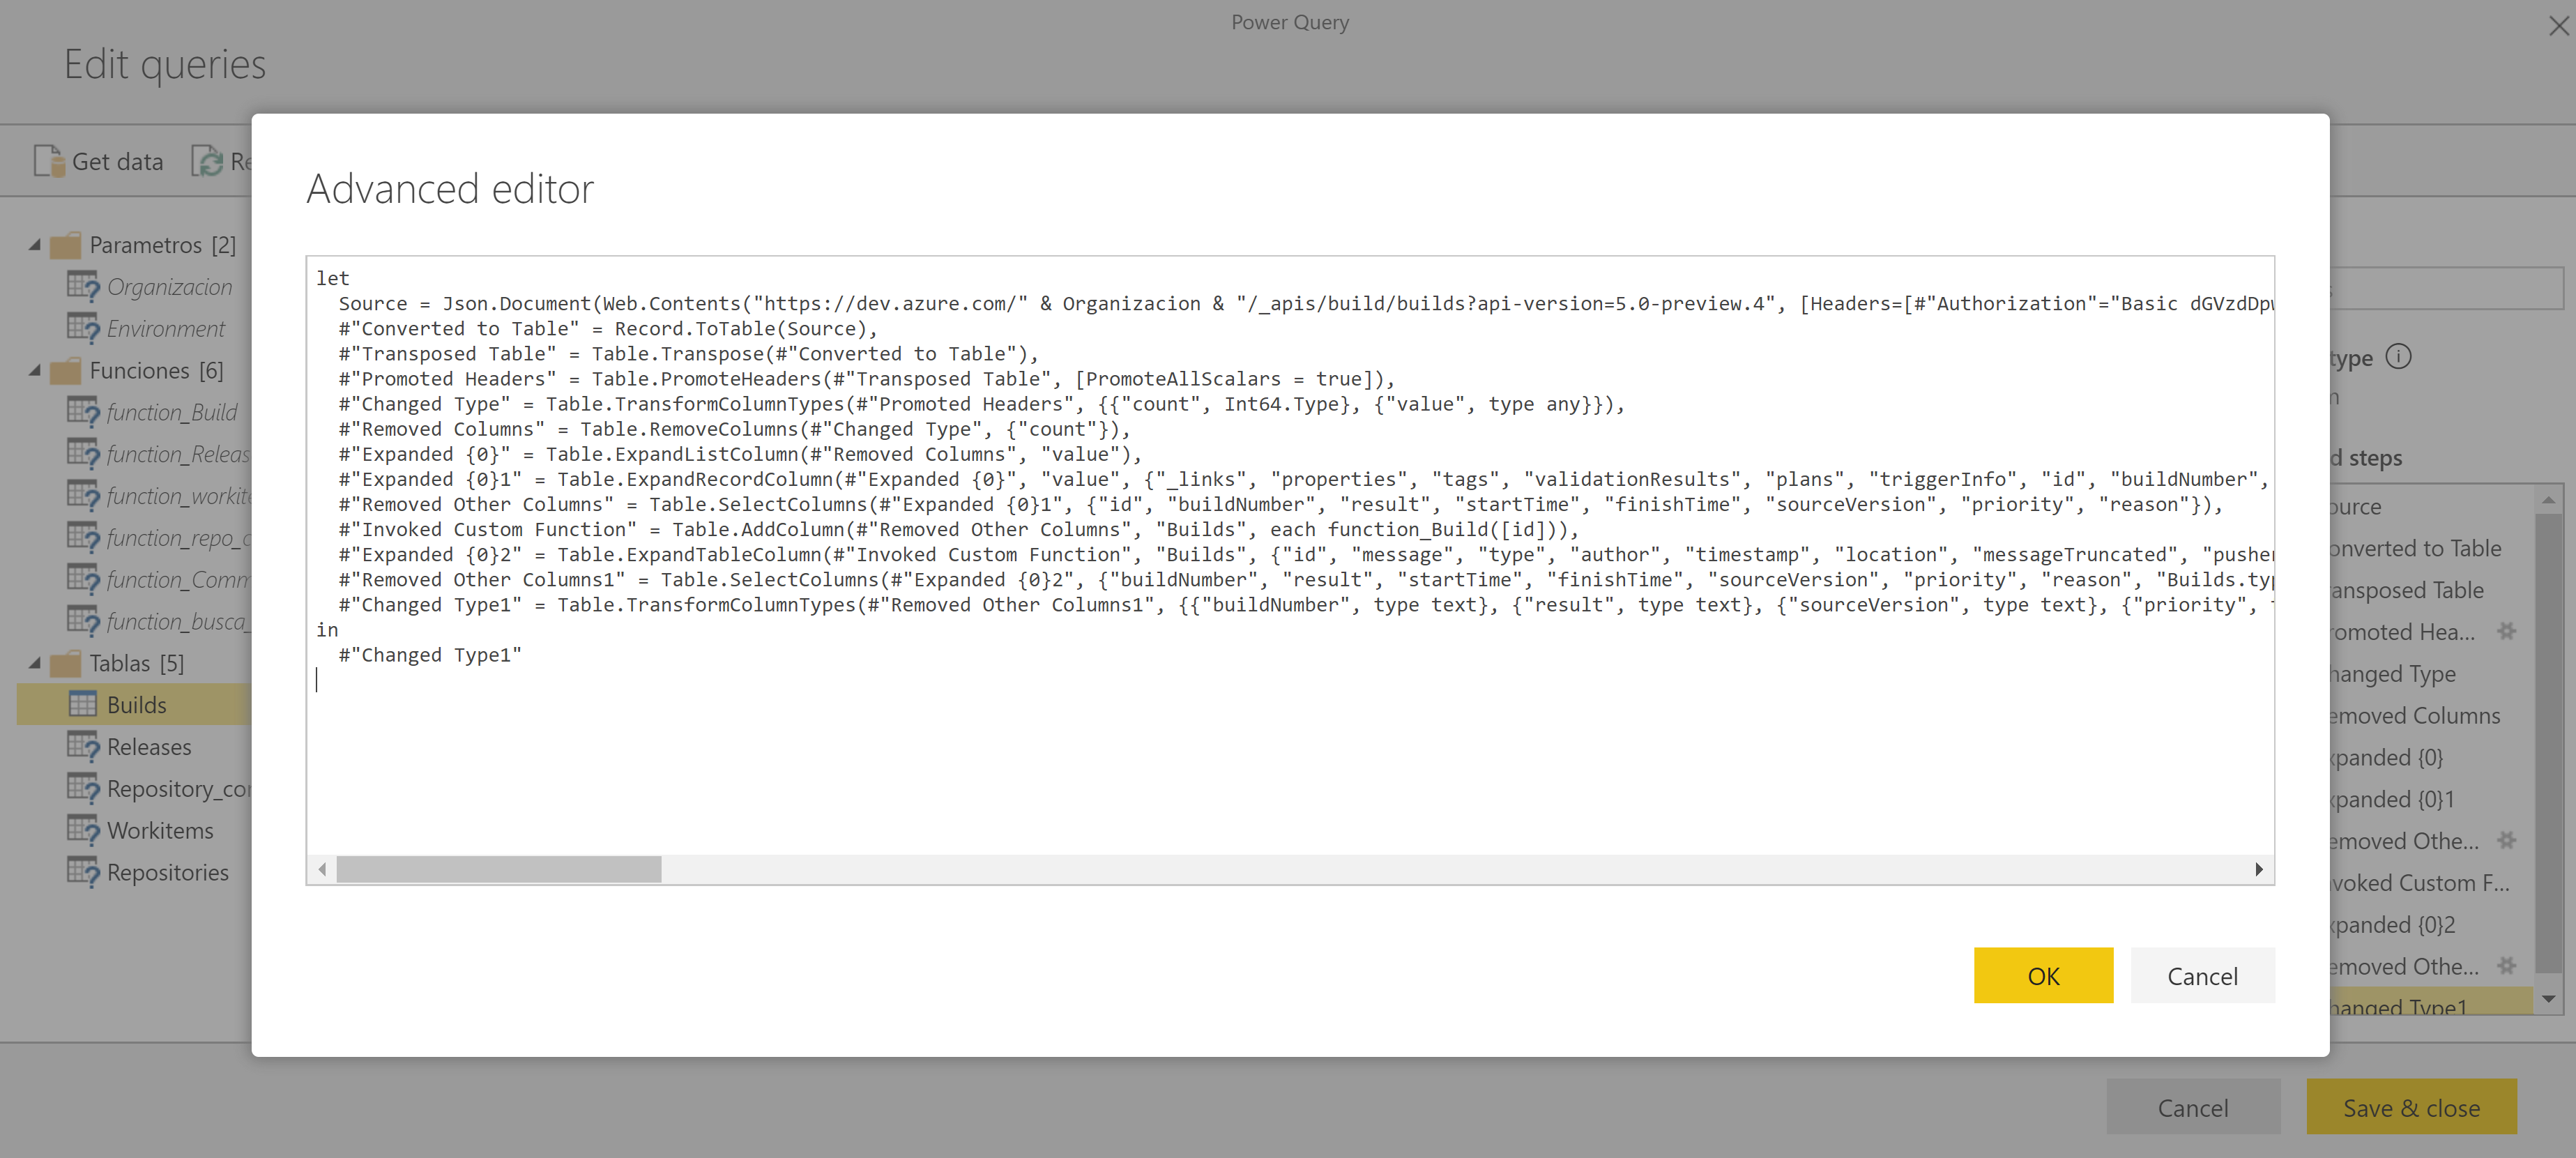 Power Query
Edit queries
Get data
Parametros [2]
Organizacion
Environment
Funciones [6]
function_Build
function_Releas
function_workit
function_repo_c
function_Comm
function_busca_
Tablas [5]
Builds
Releases
Repository_con
Workitems
Repositories
Advanced editor
let
Source = Json.Document(Web.Contents("https://dev.azure.com/" & Organizacion & "/_apis/build/builds?api-version=5.0-preview.4", [Headers=[#"Authorization"="Basic dGVzdDpw
#"Converted to Table" = Record.ToTable(Source),
#"Transposed Table" = Table.Transpose(#"Converted to Table"),
#"Promoted Headers" = Table.PromoteHeaders(#"Transposed Table", [PromoteAllScalars = true]),
#"Changed Type" = Table.TransformColumnTypes(#"Promoted Headers", {{"count", Int64.Type}, {"value", type any}}),
#"Removed Columns" = Table.RemoveColumns(#"Changed Type", {"count"}),
#"Expanded {0}" = Table.ExpandListColumn(#"Removed Columns", "value"),
#"Expanded {0}1" = Table.ExpandRecordColumn(#"Expanded {0}", "value", {"_links", "properties", "tags", "validationResults", "plans", "triggerInfo", "id", "buildNumber",
#"Removed Other Columns" = Table.SelectColumns(#"Expanded {0}1", {"id", "buildNumber", "result", "startTime", "finishTime", "sourceVersion", "priority", "reason"}),
#"Invoked Custom Function" = Table.AddColumn(#"Removed Other Columns", "Builds", each function_Build([id])),
#"Expanded {0}2" = Table.ExpandTableColumn(#"Invoked Custom Function", "Builds", {"id", "message", "type", "author", "timestamp", "location", "messageTruncated", "pusher
#"Removed Other Columns1" = Table.SelectColumns(#"Expanded {0}2", {"buildNumber", "result", "startTime", "finishTime", "sourceVersion", "priority", "reason", "Builds.typ
#"Changed Type1" = Table.TransformColumnTypes(#"Removed Other Columns1", {{"buildNumber", type text}, {"result", type text}, {"sourceVersion", type text}, {"priority",
in
#"Changed Type1"
OK
Cancel
type
d steps
ource
onverted to Table
ansposed Table
romoted Hea...
hanged Type
emoved Columns
xpanded {0}
xpanded {0}1
emoved Othe...
voked Custom F...
xpanded {0}2
emoved Othe...
hanged Type1
Cancel
Save & close